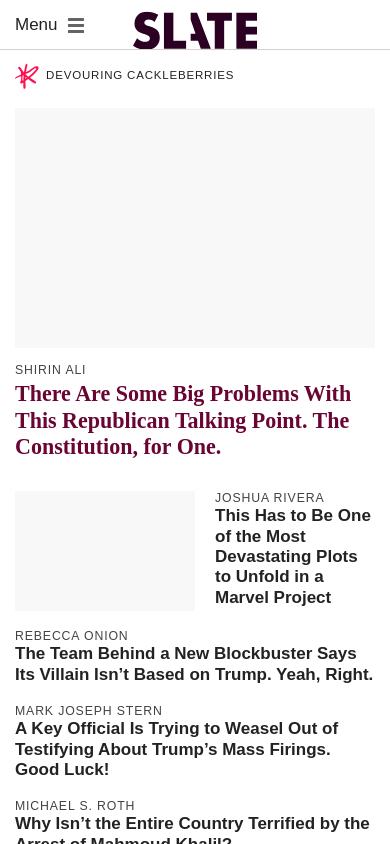 Menu
SLATE
DEVOURING CACKLEBERRIES
SHIRIN ALI
There Are Some Big Problems With
This Republican Talking Point. The
Constitution, for One.
JOSHUA RIVERA
This Has to Be One
of the Most
Devastating Plots
to Unfold in a
Marvel Project
REBECCA ONION
The Team Behind a New Blockbuster Says
Its Villain Isn’t Based on Trump. Yeah, Right.
MARK JOSEPH STERN
A Key Official Is Trying to Weasel Out of
Testifying About Trump’s Mass Firings.
Good Luck!
MICHAEL S. ROTH
Why Isn’t the Entire Country Terrified by the
Arrest of Mahmoud Khalil?